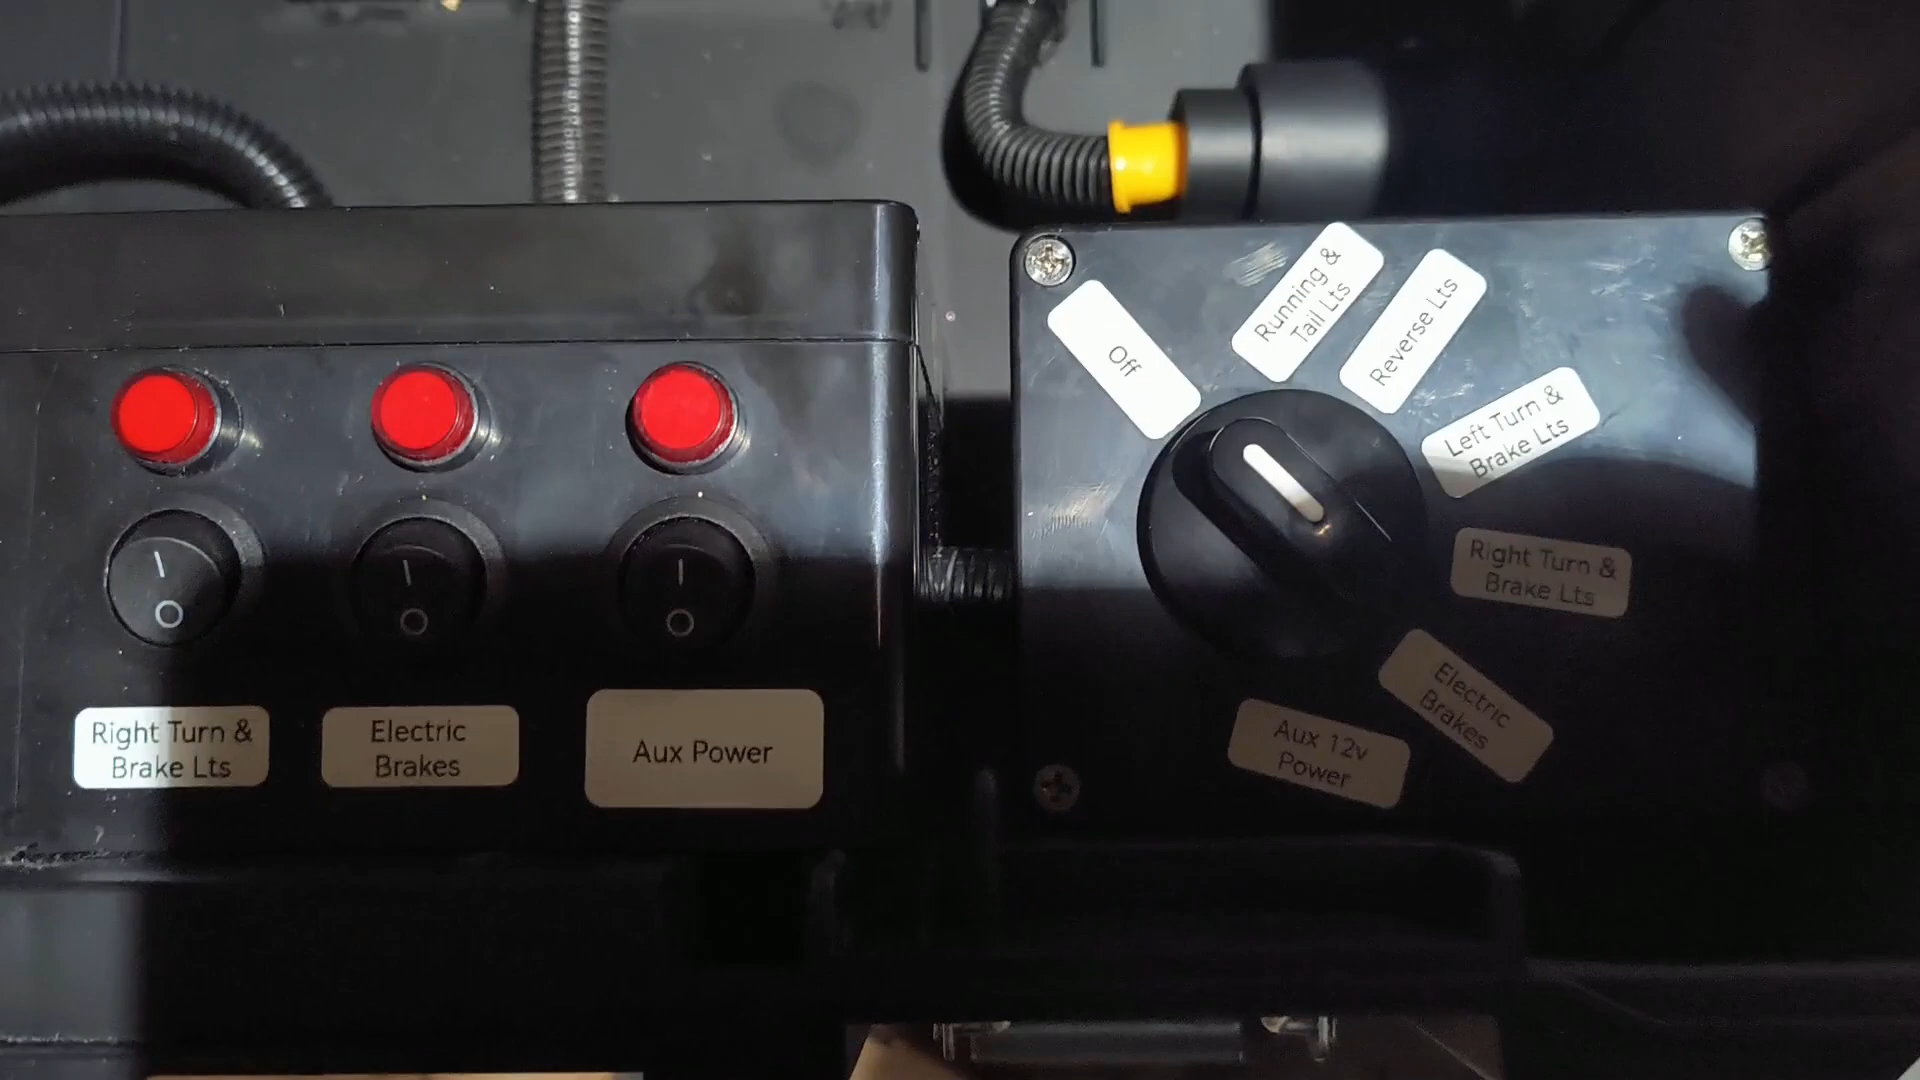 Off
Running &
Tail Lts
Reverse Lts
Left Turn &
Brake Lts
Right Turn &
Brake Lts
Electric
Brakes
Aux 12v
Power
I
O
I
O
I
O
Right Turn &
Brake Lts
Electric
Brakes
Aux Power